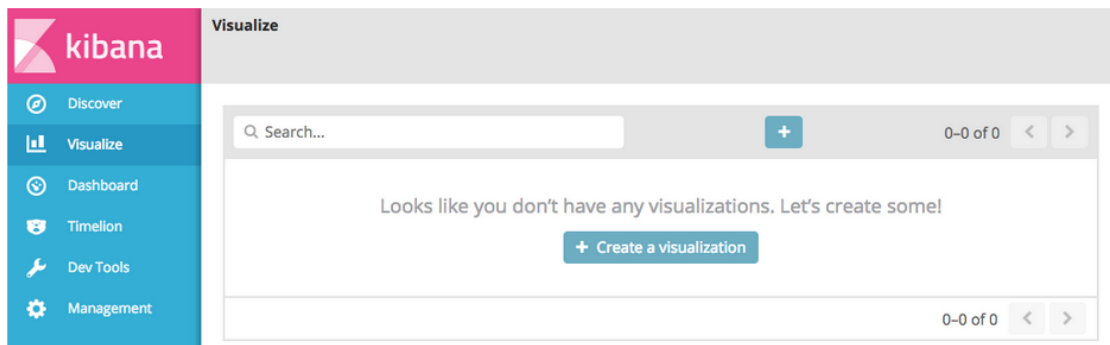 kibana
Discover
Visualize
Dashboard
Timelion
Dev Tools
Management
Visualize
Search...
+
0–0 of 0 < >
Looks like you don’t have any visualizations. Let’s create some!
+ Create a visualization
0–0 of 0 < >